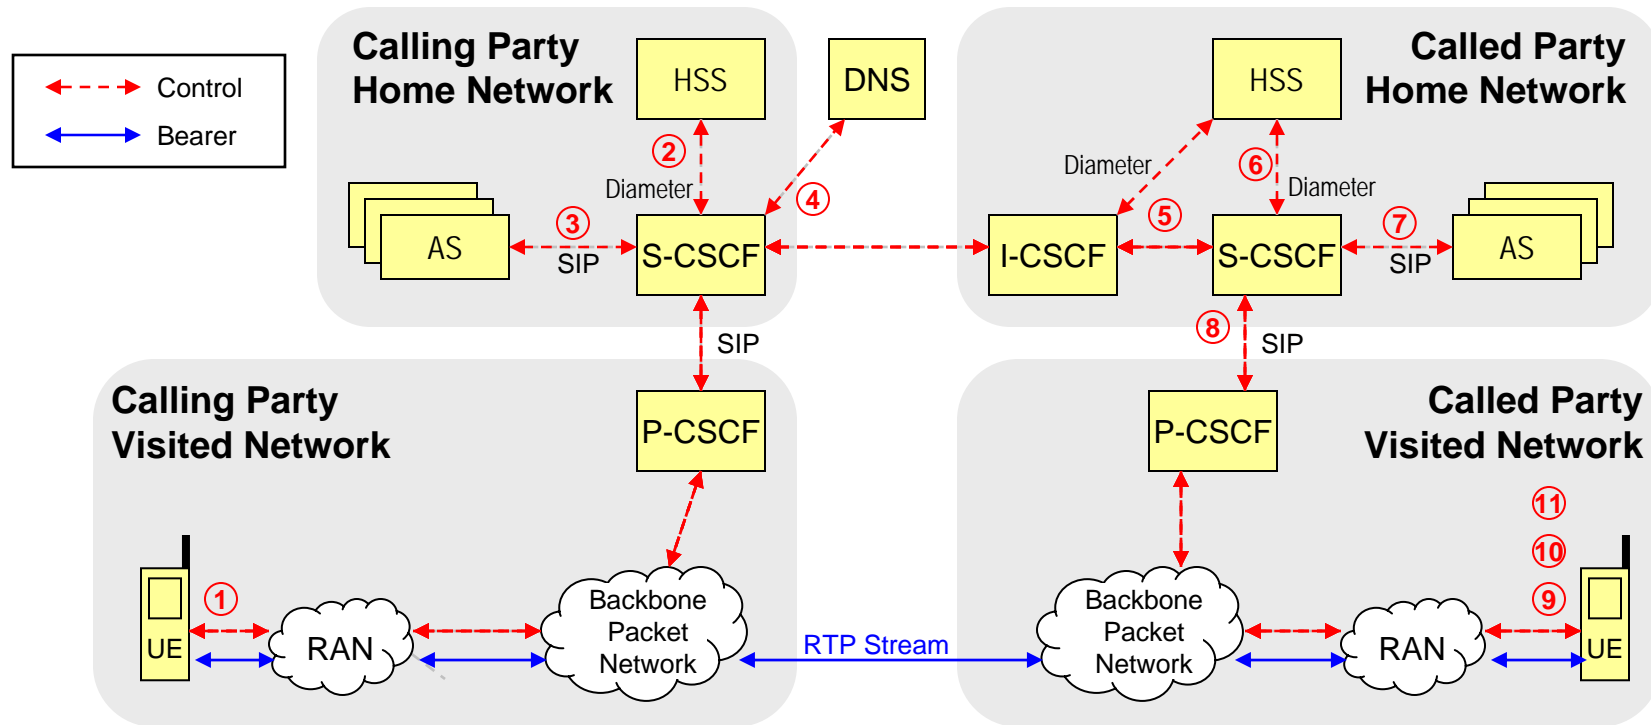 Control
Bearer
Calling Party
Home Network
HSS
DNS
2
Diameter
4
3
AS
SIP
S-CSCF
SIP
Called Party
Home Network
HSS
Diameter
6
Diameter
5
7
I-CSCF
S-CSCF
SIP
AS
8
SIP
Calling Party
Visited Network
P-CSCF
1
UE
RAN
Backbone
Packet
Network
RTP Stream
Called Party
Visited Network
P-CSCF
11
10
9
Backbone
Packet
Network
RAN
UE